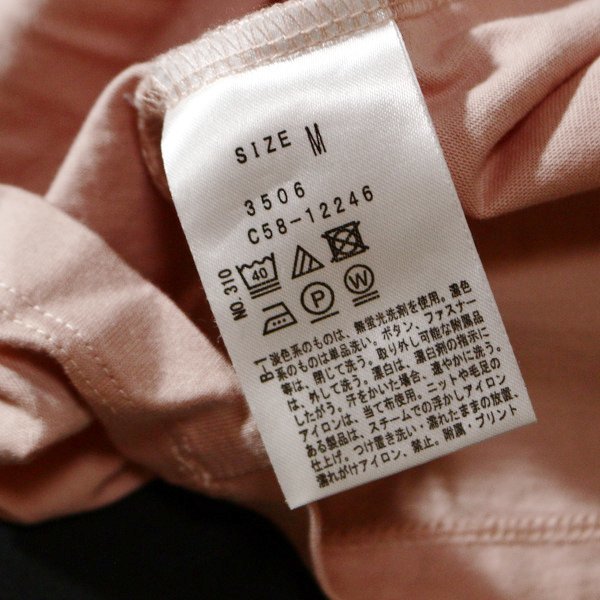 SIZE M
3506
C58-12246
NO. 310
40
P W
B-1 淡色系のものは、無蛍光洗剤を使用。濃色
系のものは単品洗い。ボタン、ファスナー
等は、閉じて洗う。取り外し可能な附属品
は、外して洗う。漂白は、漂白剤の指示に
したがう。汗をかいた場合、速やかに洗う。
アイロンは、当て布使用。ニットや毛足の
ある製品は、スチームでの浮かしアイロン
仕上げ。つけ置き洗い・濡れたままの放置、
濡れがけアイロン、禁止。附属・プリント